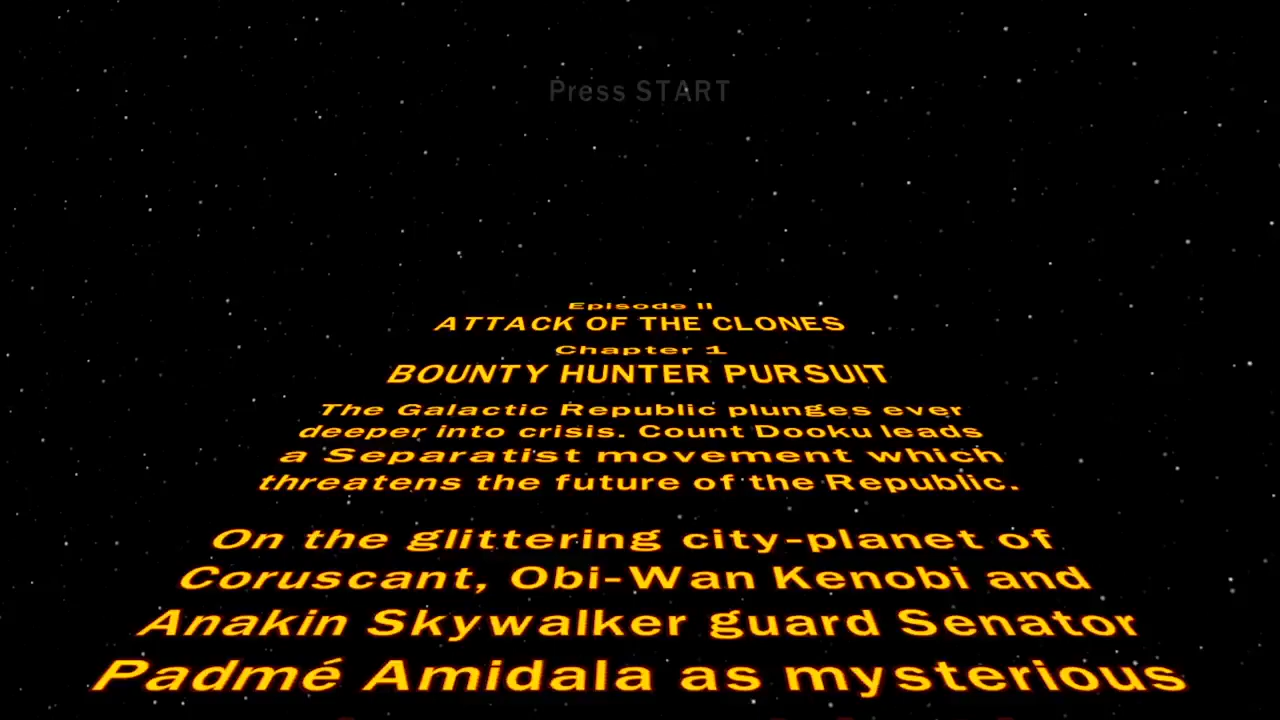 Press START
Episode II
ATTACK OF THE CLONES
Chapter 1
BOUNTY HUNTER PURSUIT
The Galactic Republic plunges ever
deeper into crisis. Count Dooku leads
a Separatist movement which
threatens the future of the Republic.
On the glittering city-planet of
Coruscant, Obi-Wan Kenobi and
Anakin Skywalker guard Senator
Padmé Amidala as mysterious